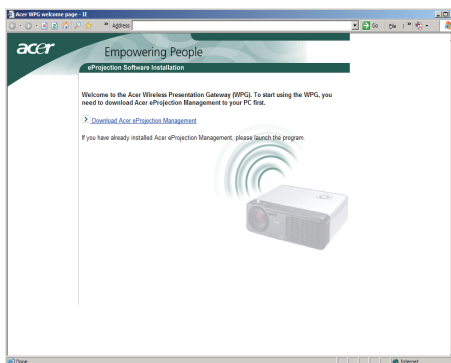 Acer WPG welcome page - II
Address
Go
File
acer
Empowering People
eProjection Software Installation
Welcome to the Acer Wireless Presentation Gateway (WPG). To start using the WPG, you
need to download Acer eProjection Management to your PC first.
Download Acer eProjection Management
If you have already installed Acer eProjection Management, please launch the program.
Done
Internet